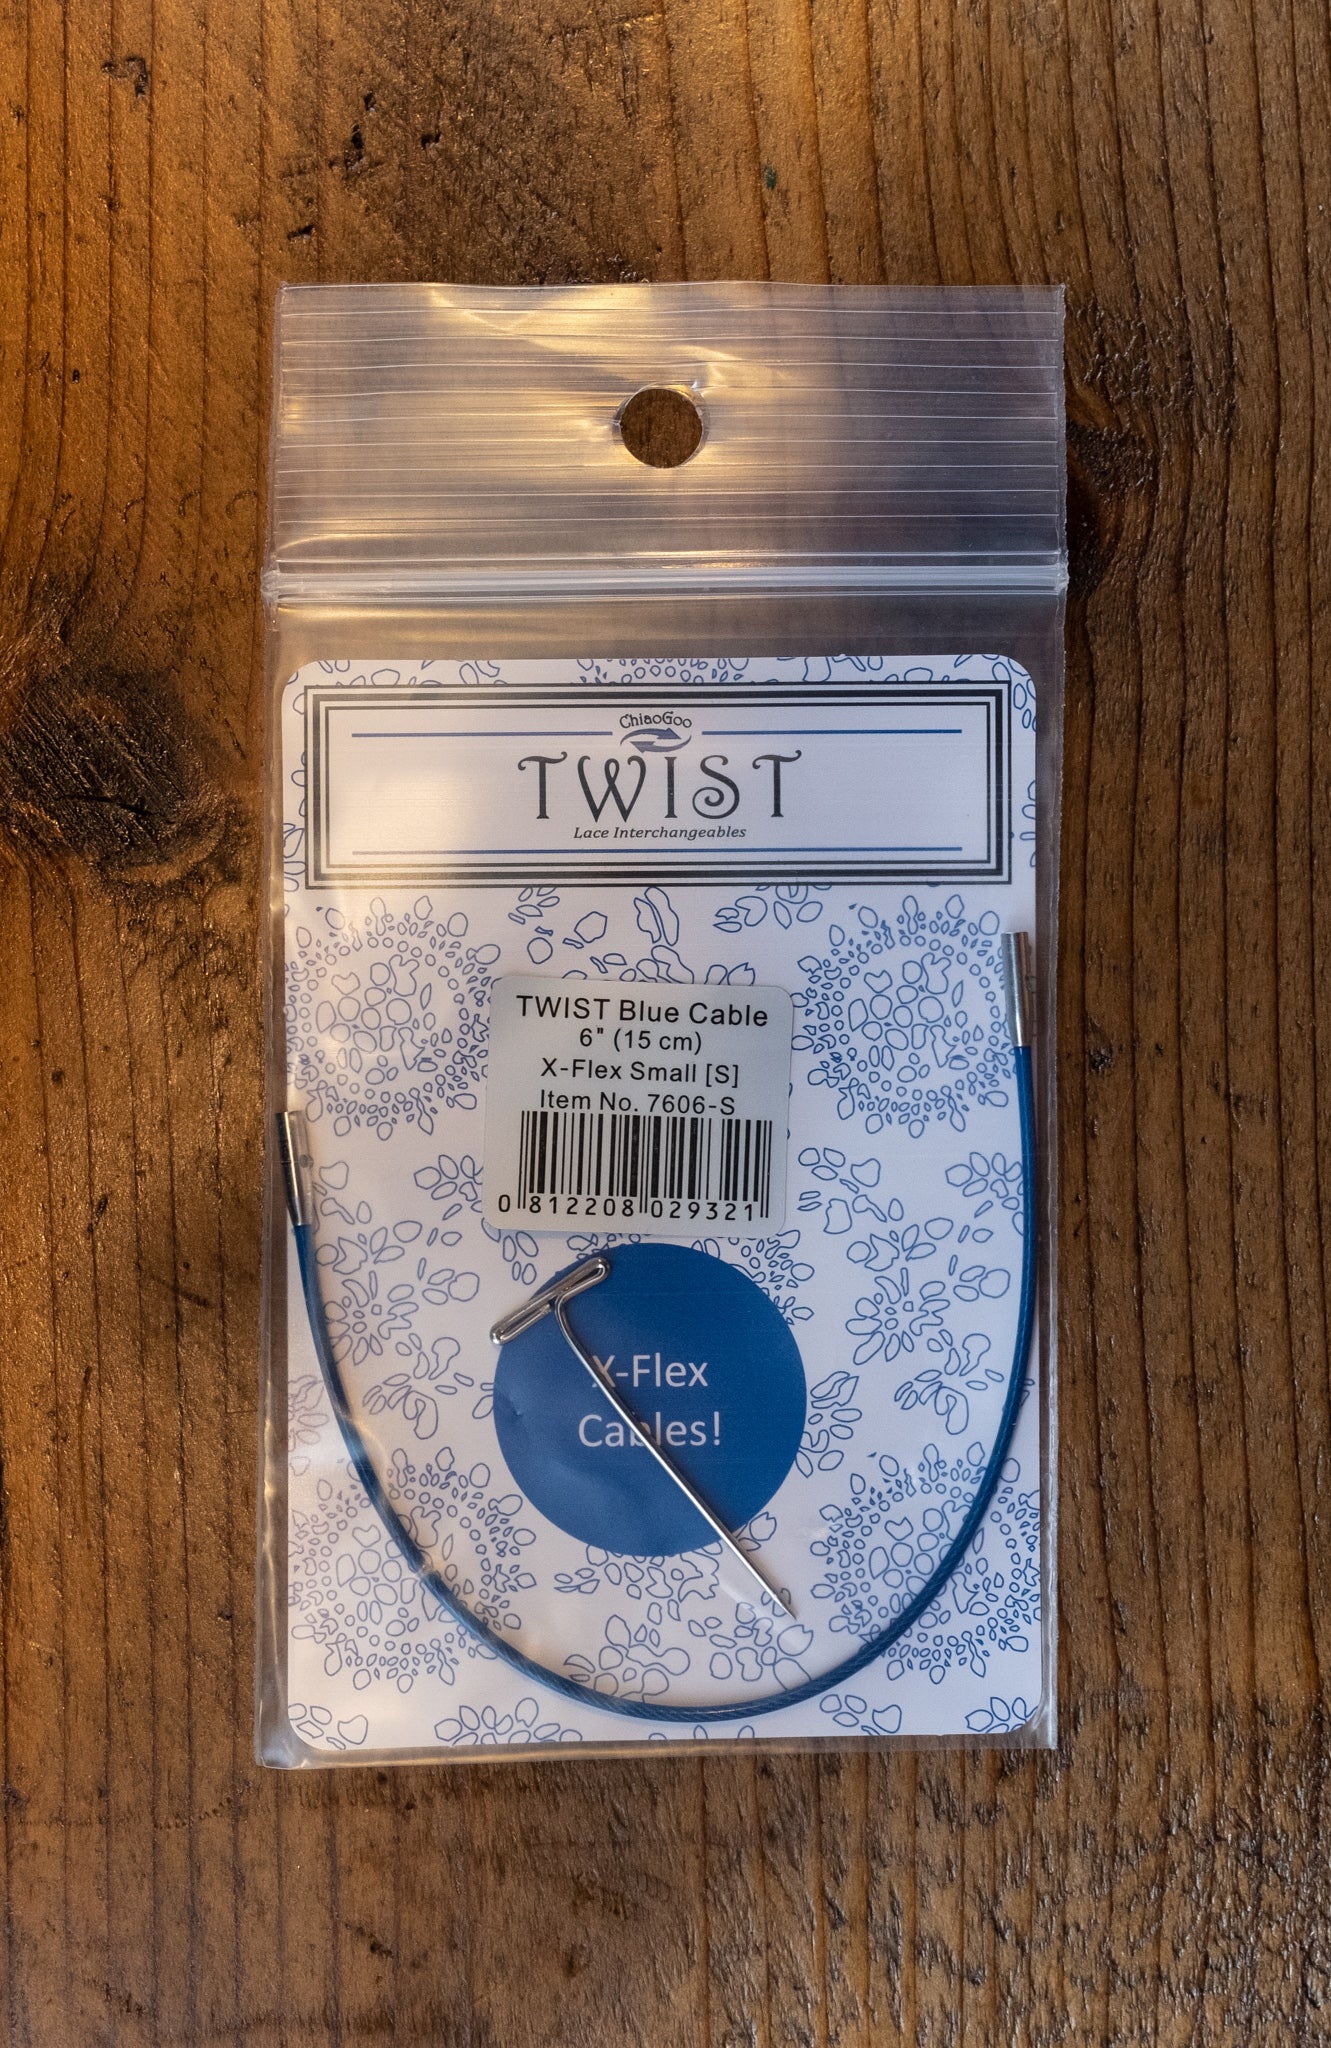 ChiaoGoo
TWIST
Lace Interchangeables
TWIST Blue Cable
6" (15 cm)
X-Flex Small [S]
Item No. 7606-S
0 812208 029321
X-Flex
Cables!